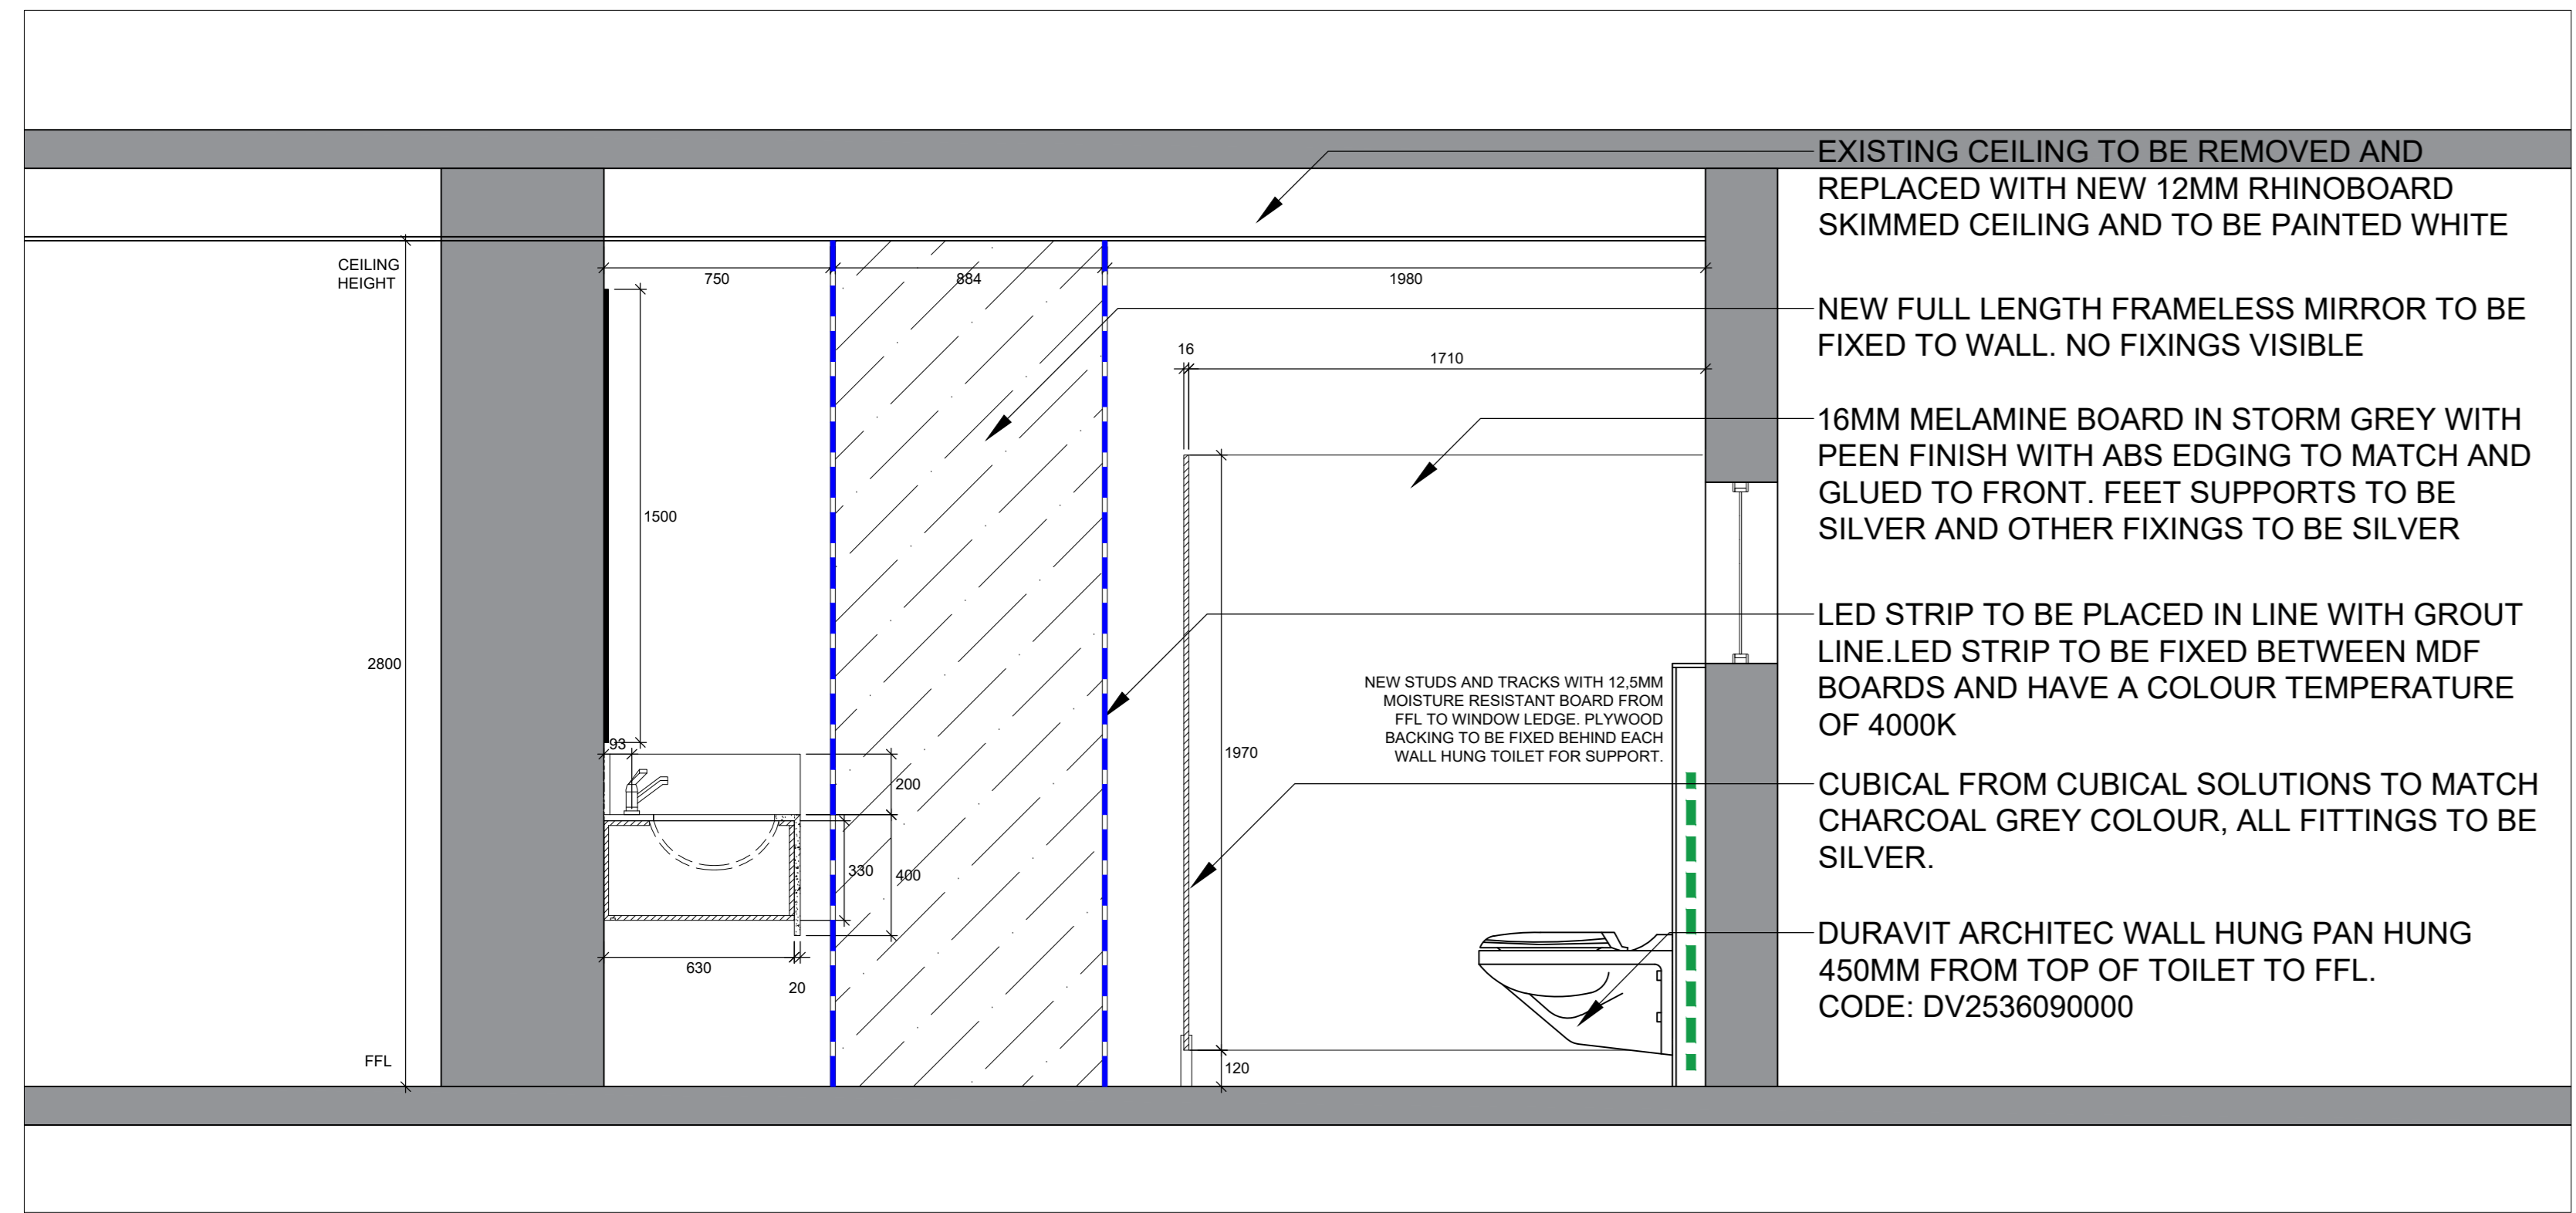 EXISTING CEILING TO BE REMOVED AND
REPLACED WITH NEW 12MM RHINOBOARD
SKIMMED CEILING AND TO BE PAINTED WHITE
CEILING
HEIGHT
750
884
1980
NEW FULL LENGTH FRAMELESS MIRROR TO BE
FIXED TO WALL. NO FIXINGS VISIBLE
16
1710
16MM MELAMINE BOARD IN STORM GREY WITH
PEEN FINISH WITH ABS EDGING TO MATCH AND
GLUED TO FRONT. FEET SUPPORTS TO BE
SILVER AND OTHER FIXINGS TO BE SILVER
1500
LED STRIP TO BE PLACED IN LINE WITH GROUT
LINE.LED STRIP TO BE FIXED BETWEEN MDF
BOARDS AND HAVE A COLOUR TEMPERATURE
OF 4000K
2800
NEW STUDS AND TRACKS WITH 12,5MM
MOISTURE RESISTANT BOARD FROM
FFL TO WINDOW LEDGE. PLYWOOD
BACKING TO BE FIXED BEHIND EACH
WALL HUNG TOILET FOR SUPPORT.
93
1970
200
CUBICAL FROM CUBICAL SOLUTIONS TO MATCH
CHARCOAL GREY COLOUR, ALL FITTINGS TO BE
SILVER.
330
400
DURAVIT ARCHITEC WALL HUNG PAN HUNG
450MM FROM TOP OF TOILET TO FFL.
CODE: DV2536090000
630
20
FFL
120